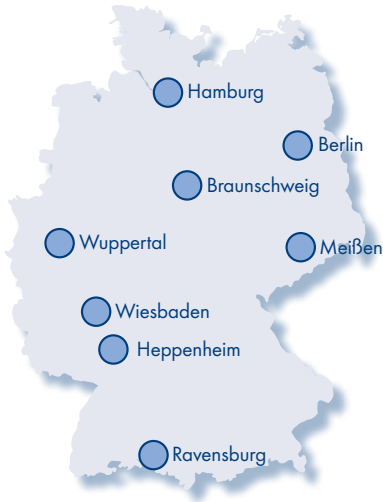 Hamburg
Berlin
Braunschweig
Wuppertal
Meißen
Wiesbaden
Heppenheim
Ravensburg